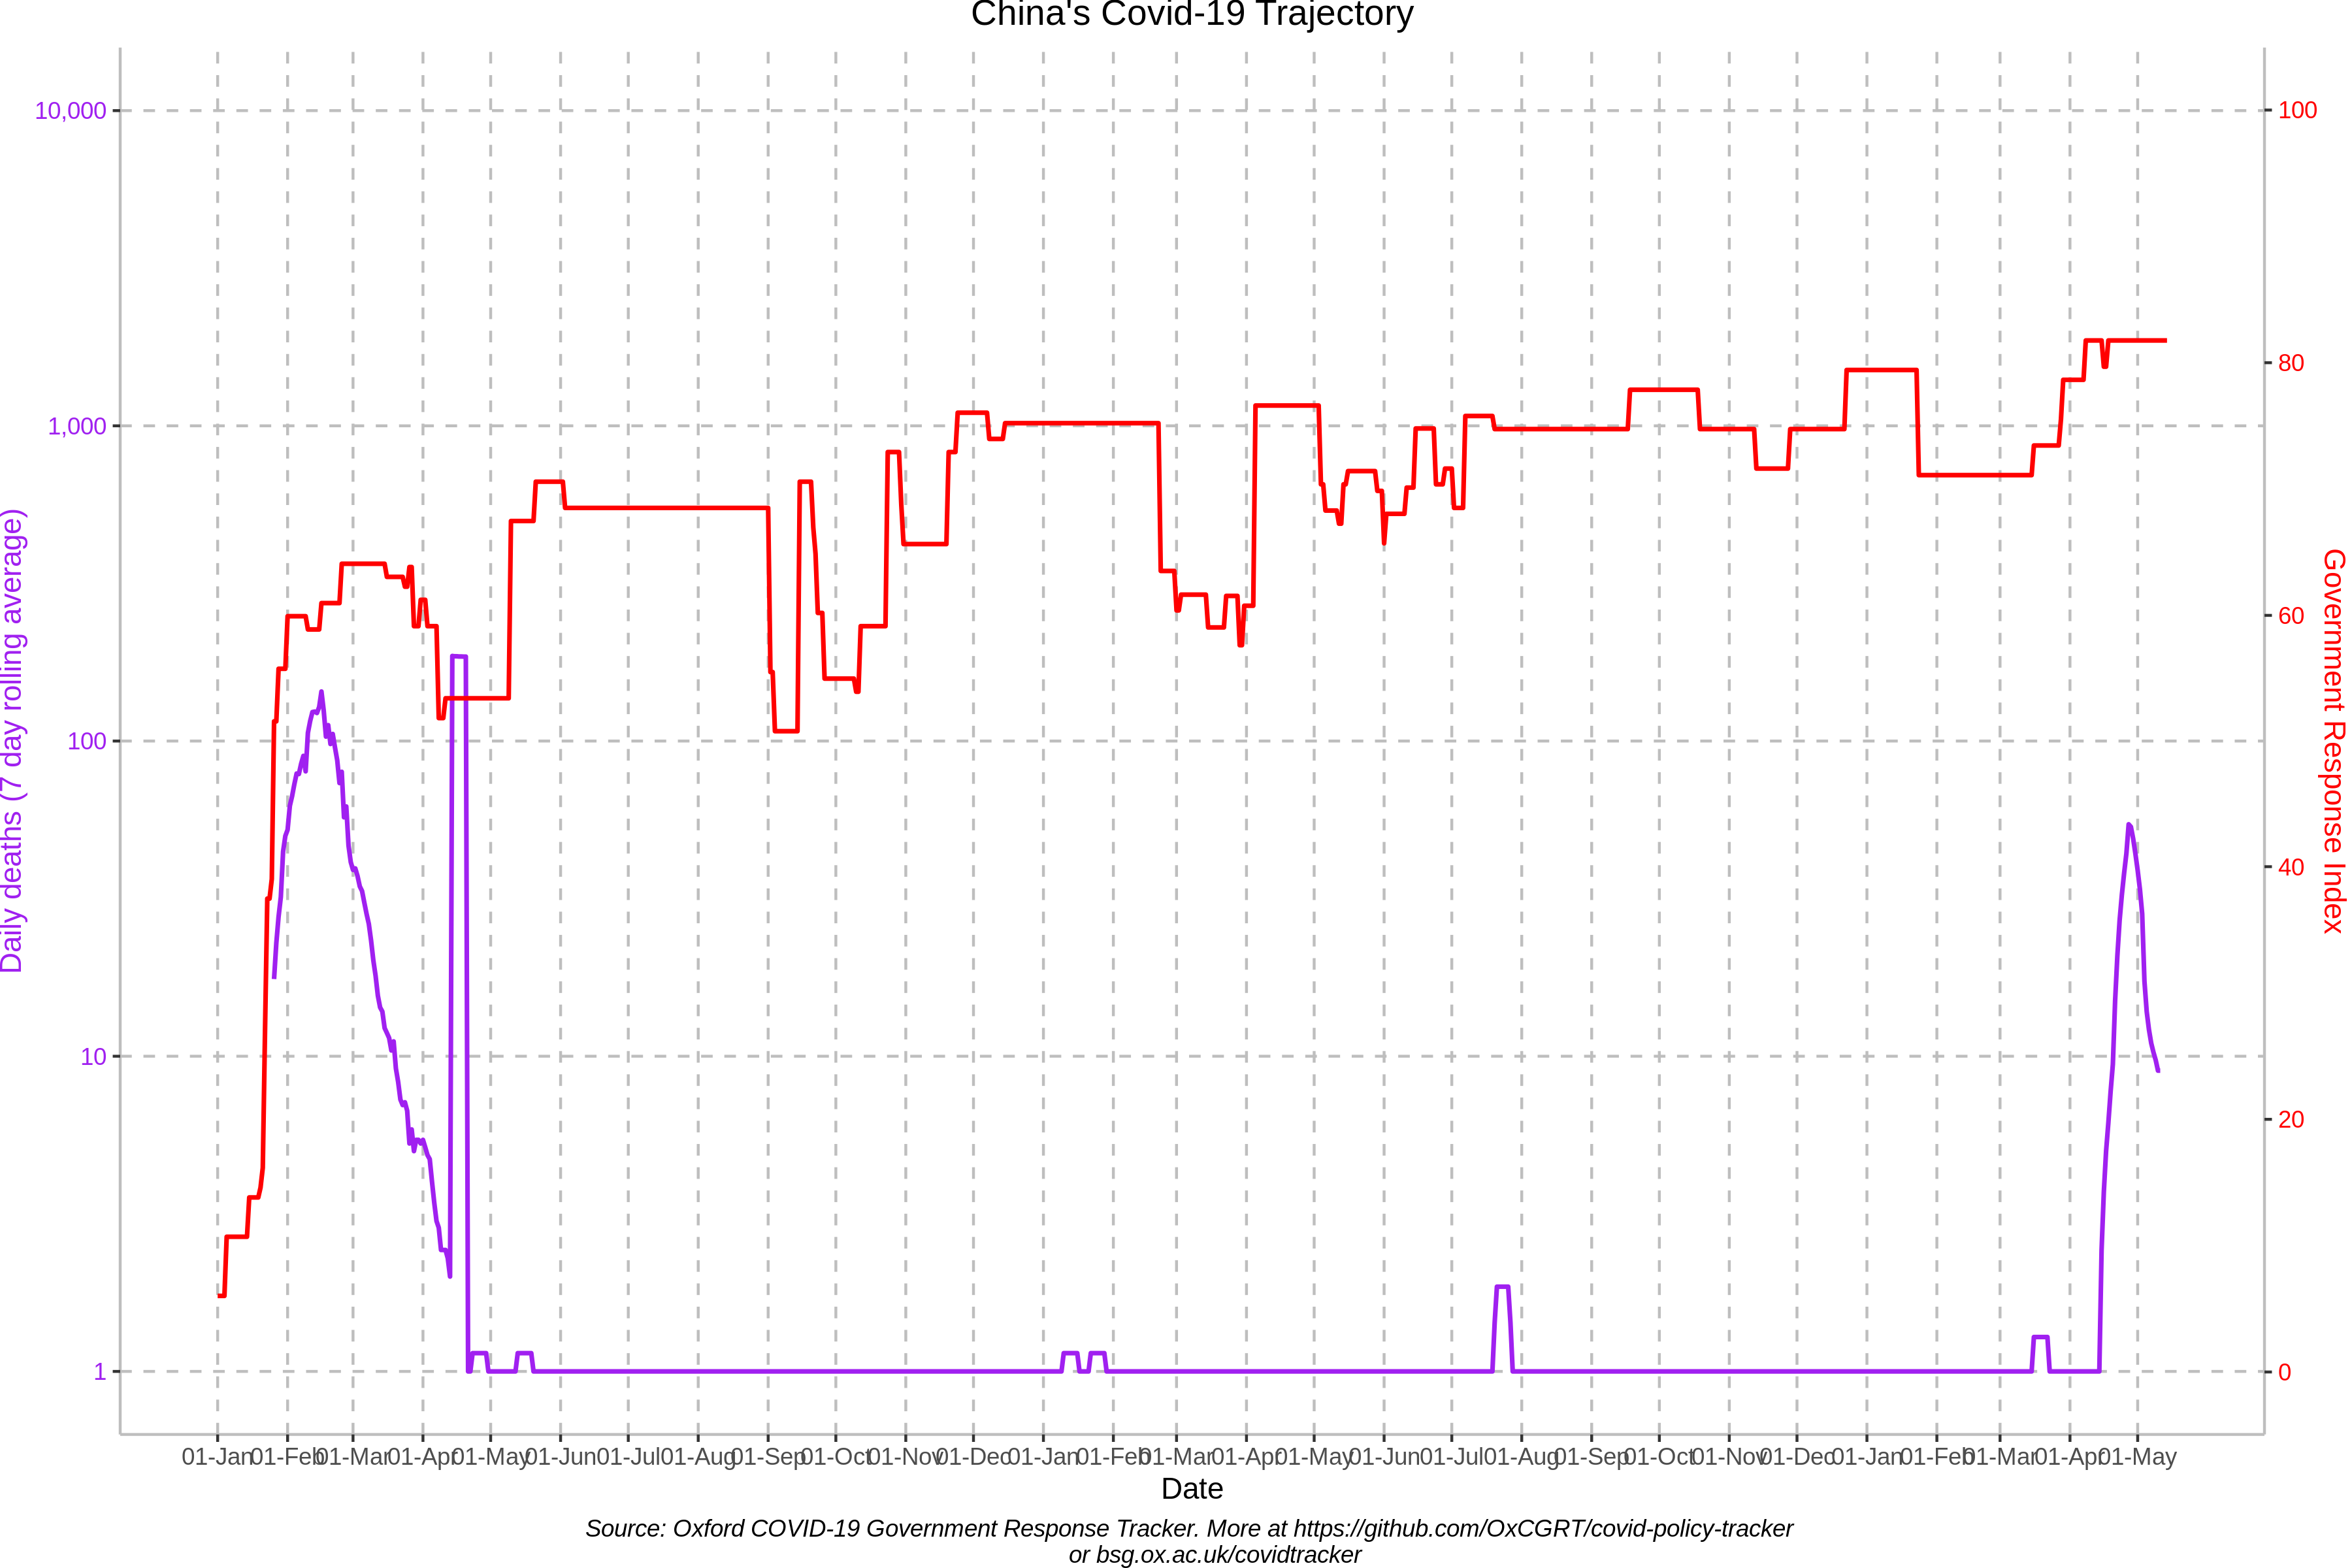 China's Covid-19 Trajectory
10,000
1,000
100
10
1
Daily deaths (7 day rolling average)
100
80
60
40
20
0
Government Response Index
01-Jan 01-Feb 01-Mar 01-Apr 01-May 01-Jun 01-Jul 01-Aug 01-Sep 01-Oct 01-Nov 01-Dec 01-Jan 01-Feb 01-Mar 01-Apr 01-May 01-Jun 01-Jul 01-Aug 01-Sep 01-Oct 01-Nov 01-Dec 01-Jan 01-Feb 01-Mar 01-Apr 01-May
Date
Source: Oxford COVID-19 Government Response Tracker. More at https://github.com/OxCGRT/covid-policy-tracker
or bsg.ox.ac.uk/covidtracker